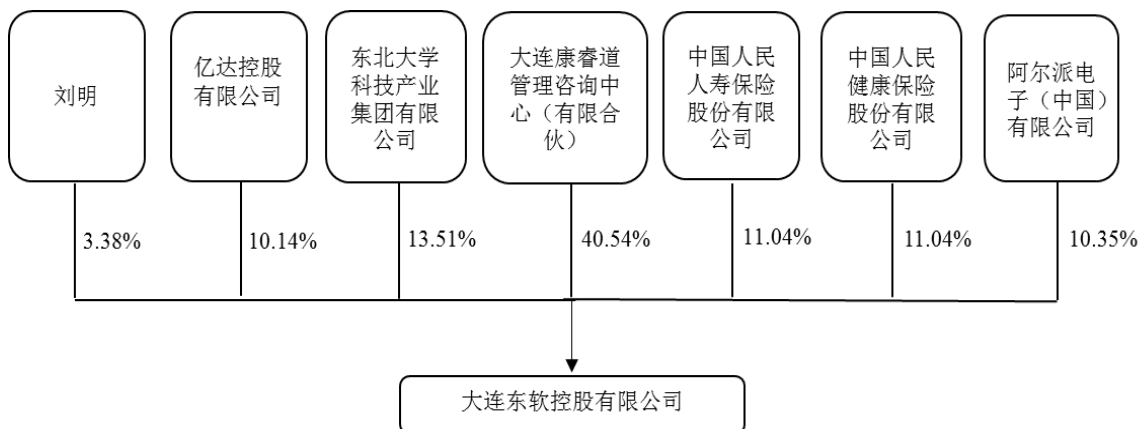 刘明
亿达控股
有限公司
东北大学
科技产业
集团有限
公司
大连康睿道
管理咨询中
心（有限合
伙）
中国人民
人寿保险
股份有限
公司
中国人民
健康保险
股份有限
公司
阿尔派电
子（中国）
有限公司
3.38%
10.14%
13.51%
40.54%
11.04%
11.04%
10.35%
大连东软控股有限公司